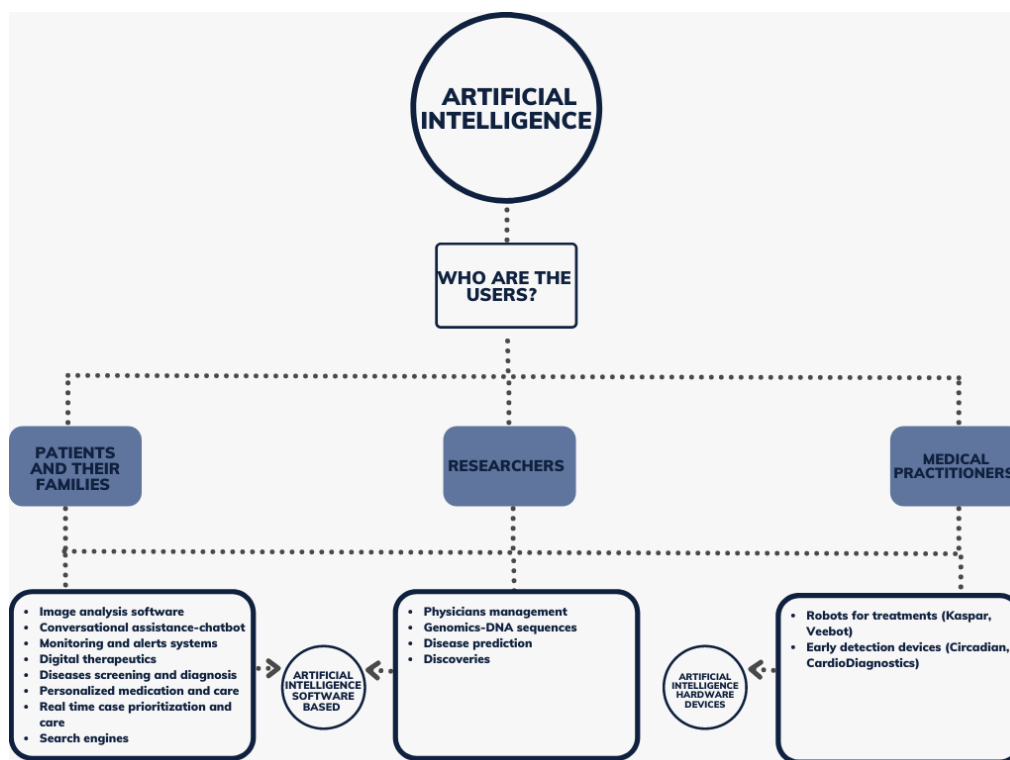 ARTIFICIAL
INTELLIGENCE
WHO ARE THE
USERS?
PATIENTS
AND THEIR
FAMILIES
RESEARCHERS
MEDICAL
PRACTITIONERS
• Image analysis software
• Conversational assistance-chatbot
• Monitoring and alerts systems
• Digital therapeutics
• Diseases screening and diagnosis
• Personalized medication and care
• Real time case prioritization and
care
• Search engines
ARTIFICIAL
INTELLIGENCE
SOFTWARE
BASED
• Physicians management
• Genomics-DNA sequences
• Disease prediction
• Discoveries
ARTIFICIAL
INTELLIGENCE
HARDWARE
DEVICES
• Robots for treatments (Kaspar,
Veebot)
• Early detection devices (Circadian,
CardioDiagnostics)